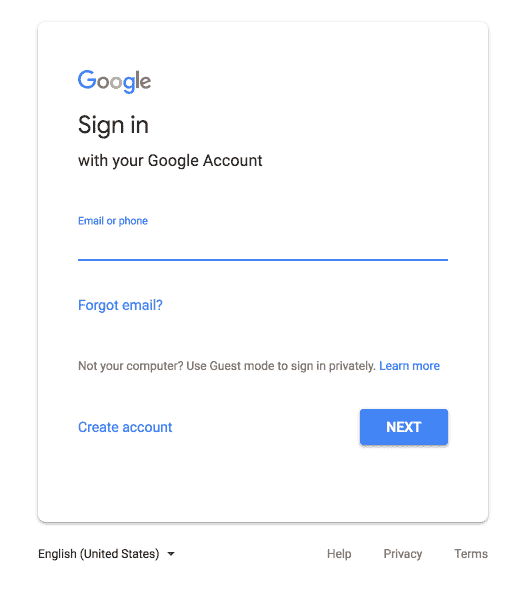 Google
Sign in
with your Google Account
Email or phone
Forgot email?
Not your computer? Use Guest mode to sign in privately. Learn more
Create account
NEXT
English (United States)
Help
Privacy
Terms